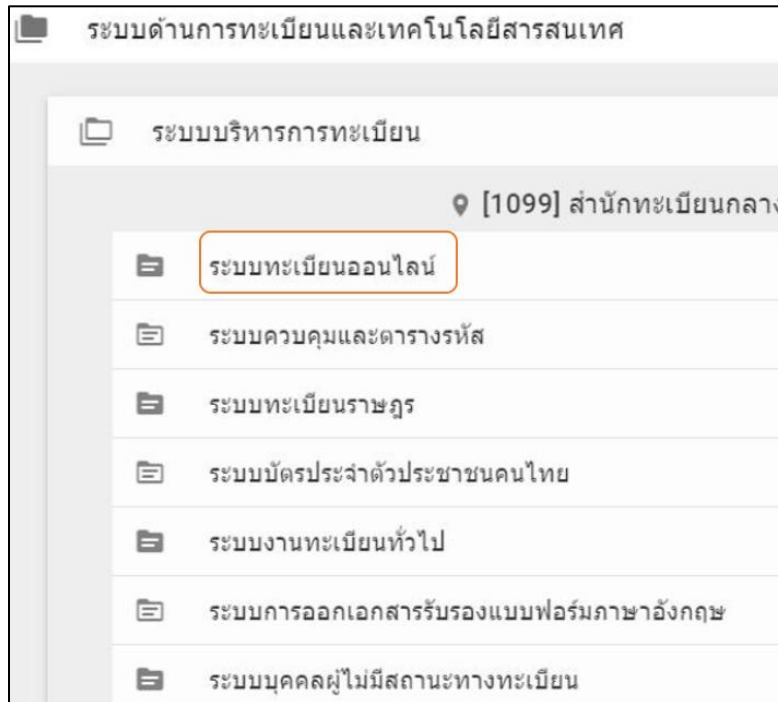 ระบบด้านการทะเบียนและเทคโนโลยีสารสนเทศ
ระบบบริหารการทะเบียน
[1099] สำนักทะเบียนกลาง
ระบบทะเบียนออนไลน์
ระบบควบคุมและตารางรหัส
ระบบทะเบียนราษฎร
ระบบบัตรประจำตัวประชาชนคนไทย
ระบบงานทะเบียนทั่วไป
ระบบการออกเอกสารรับรองแบบฟอร์มภาษาอังกฤษ
ระบบบุคคลผู้ไม่มีสถานะทางทะเบียน